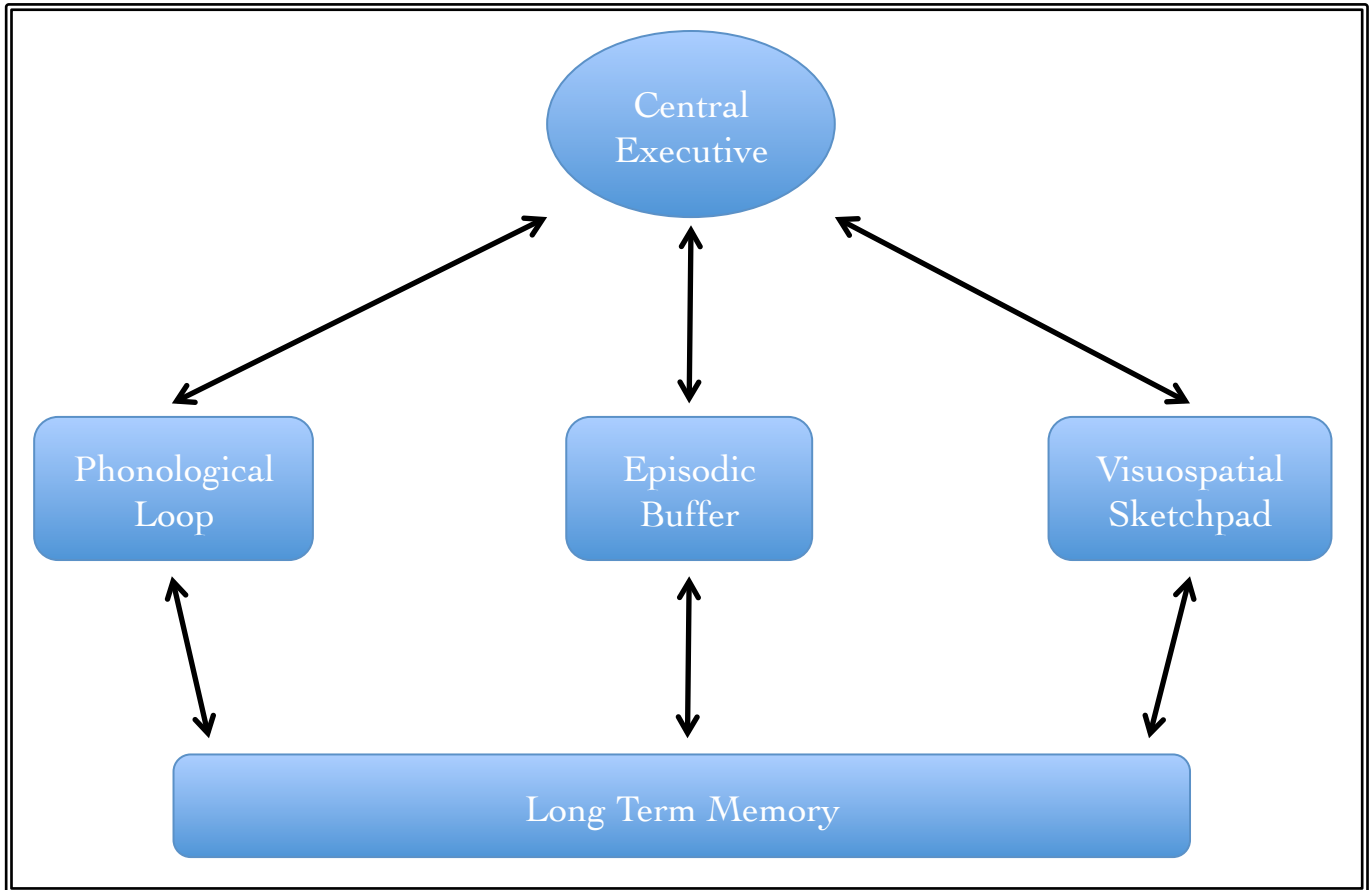 Central
Executive
Phonological
Loop
Episodic
Buffer
Visuospatial
Sketchpad
Long Term Memory